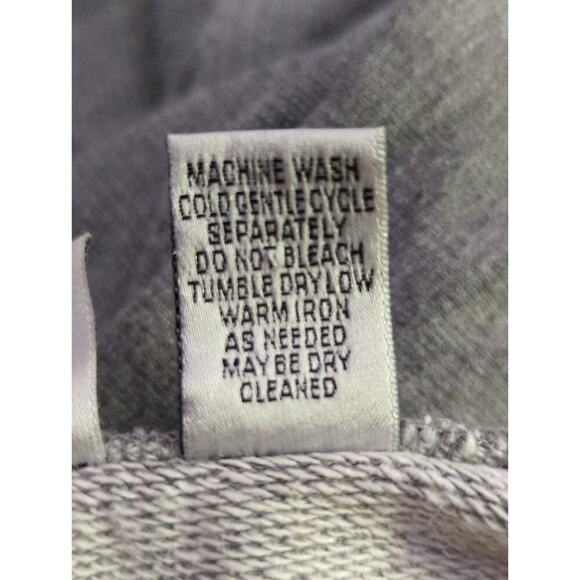 MACHINE WASH
COLD GENTLE CYCLE
SEPARATELY
DO NOT BLEACH
TUMBLE DRY LOW
WARM IRON
AS NEEDED
MAY BE DRY
CLEANED